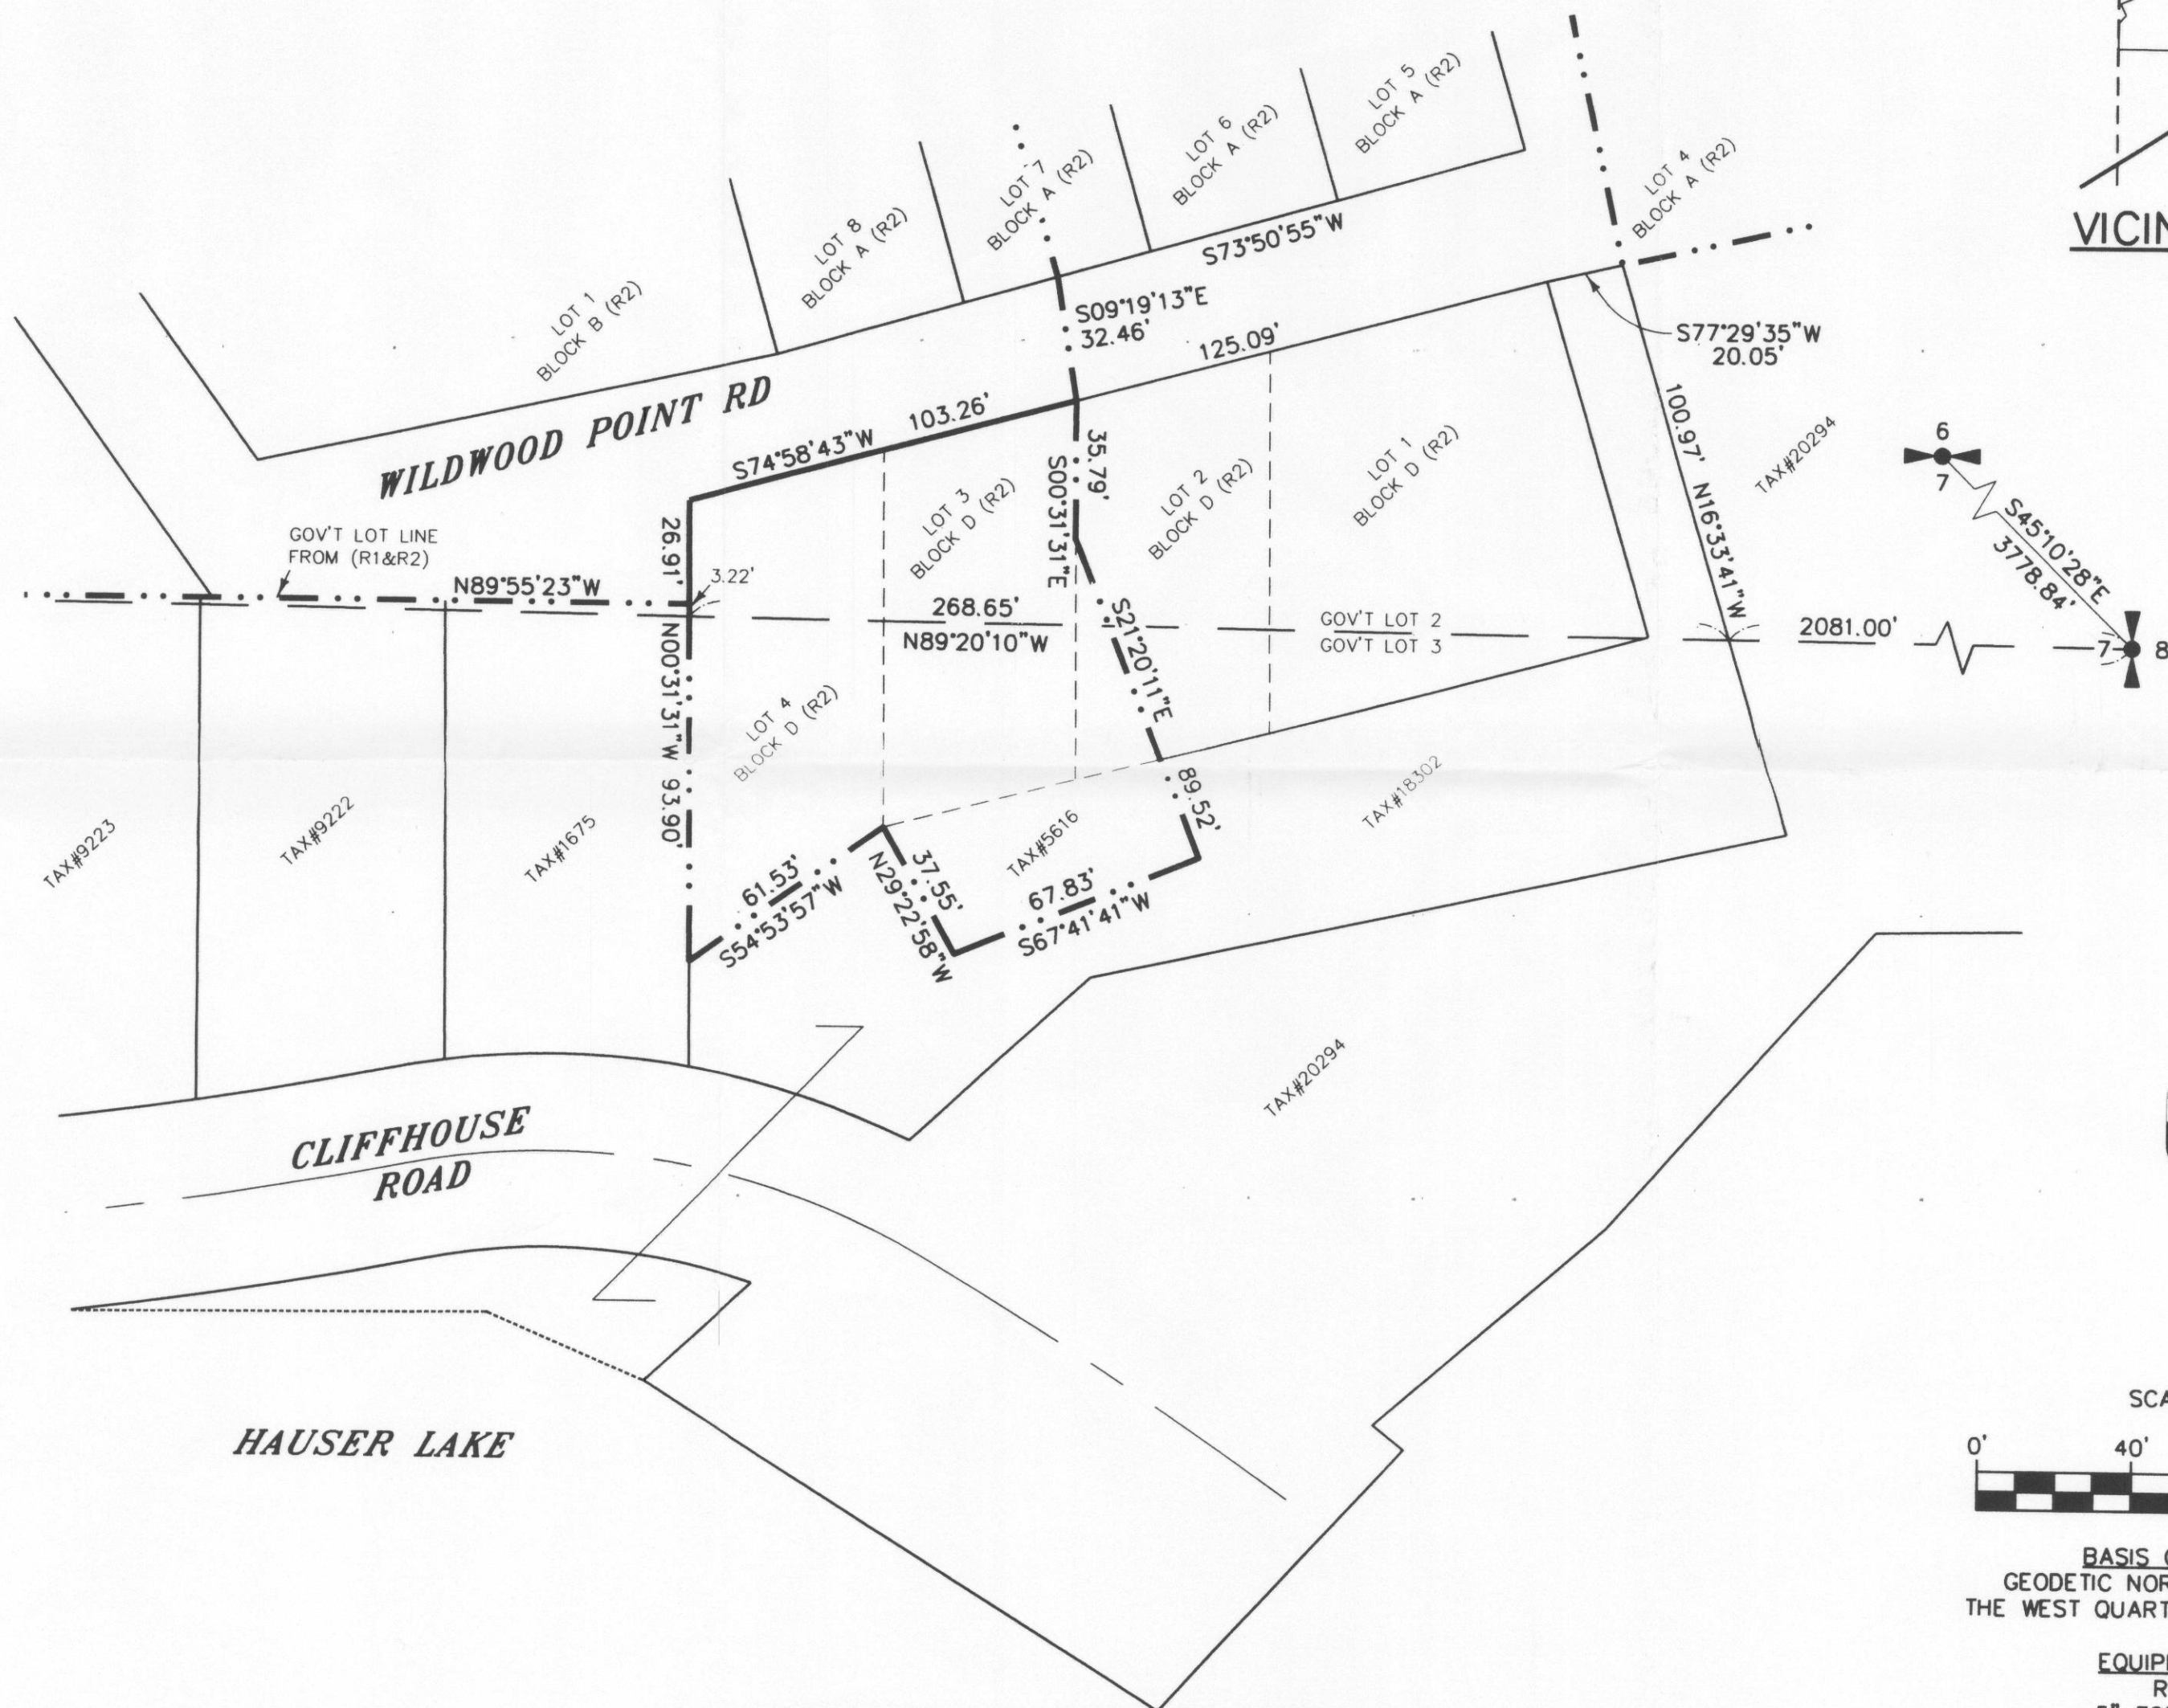 VICIN
LOT 5
BLOCK A (R2)
LOT 6
BLOCK A (R2)
LOT 7
BLOCK A (R2)
LOT 4
BLOCK A (R2)
LOT 8
BLOCK A (R2)
LOT 1
BLOCK B (R2)
S73°50'55"W
S09°19'13"E
32.46'
125.09'
S77°29'35"W
20.05'
WILDWOOD POINT RD
103.26'
S74°58'43"W
35.79'
S00°31'31"E
100.97' N16°33'41"W
TAX#20294
6
7
S45°10'28"E
3778.84'
LOT 3
BLOCK D (R2)
LOT 2
BLOCK D (R2)
LOT 1
BLOCK D (R2)
GOV'T LOT LINE
FROM (R1&R2)
26.91'
3.22'
N89°55'23"W
268.65'
N89°20'10"W
GOV'T LOT 2
GOV'T LOT 3
2081.00'
7
8
S21°20'11"E
N00°31'31"W 93.90'
LOT 4
BLOCK D (R2)
89.52'
TAX#9223
TAX#9222
TAX#1675
TAX#5616
TAX#18302
61.53'
S54°53'57"W
37.55'
N29°22'58"W
67.83'
S67°41'41"W
TAX#20294
CLIFFHOUSE
ROAD
HAUSER LAKE
SCA
0' 40'
BASIS
GEODETIC NOR
THE WEST QUART
EQUIP
R